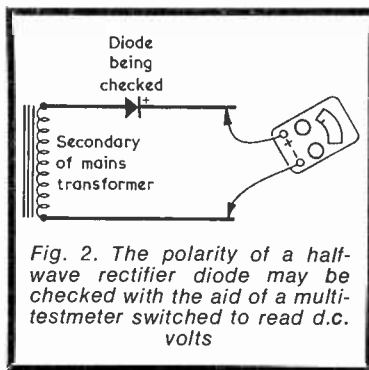 Diode
being
checked
+
Secondary
of mains
transformer
+
-
Fig. 2. The polarity of a half-
wave rectifier diode may be
checked with the aid of a multi-
testmeter switched to read d.c.
volts